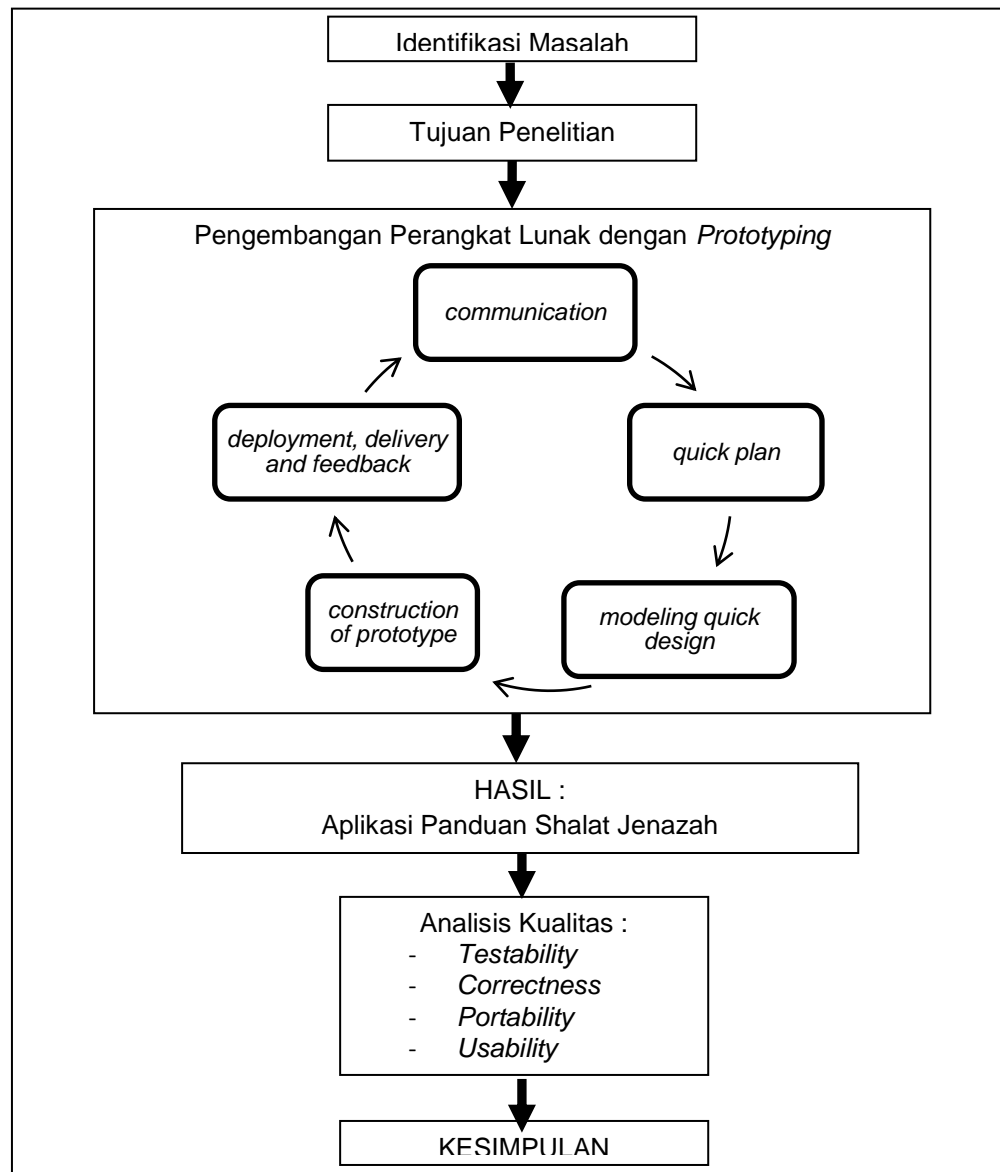 Identifikasi Masalah
Tujuan Penelitian
Pengembangan Perangkat Lunak dengan Prototyping
communication
quick plan
modeling quick
design
construction
of prototype
deployment, delivery
and feedback
HASIL :
Aplikasi Panduan Shalat Jenazah
Analisis Kualitas :
- Testability
- Correctness
- Portability
- Usability
KESIMPULAN